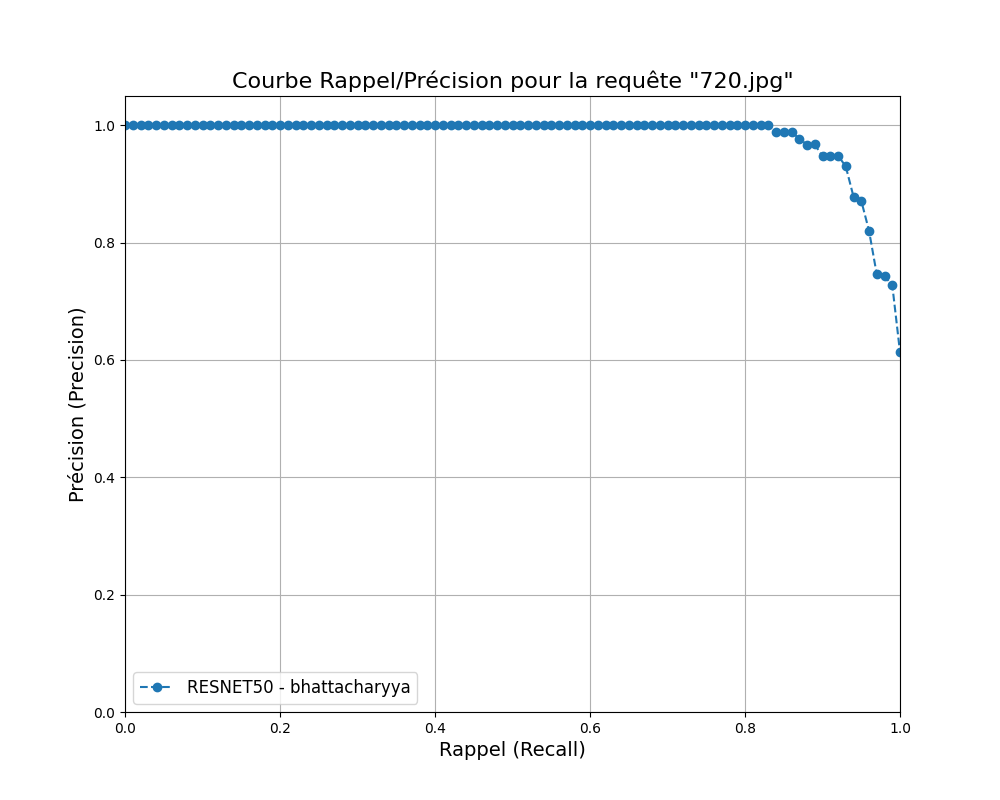 Courbe Rappel/Précision pour la requête "720.jpg"
1.0
0.8
0.6
0.4
0.2
0.0
Précision (Precision)
RESNET50 - bhattacharyya
0.0 0.2 0.4 0.6 0.8 1.0
Rappel (Recall)